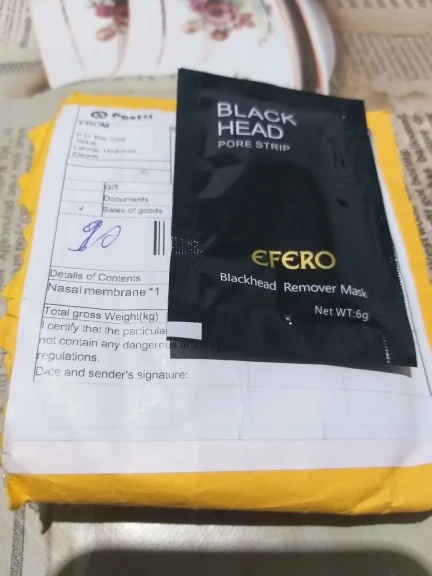 Posti
FROM
Gift
Documents
Sales of goods
Details of Contents
Nasal membrane *1
Total gross Weight(kg)
I certify that the particula
not contain any dangerous
regulations.
Date and sender's signature:
BLACK
HEAD
PORE STRIP
EFERO
Blackhead Remover Mask
Net WT:6g